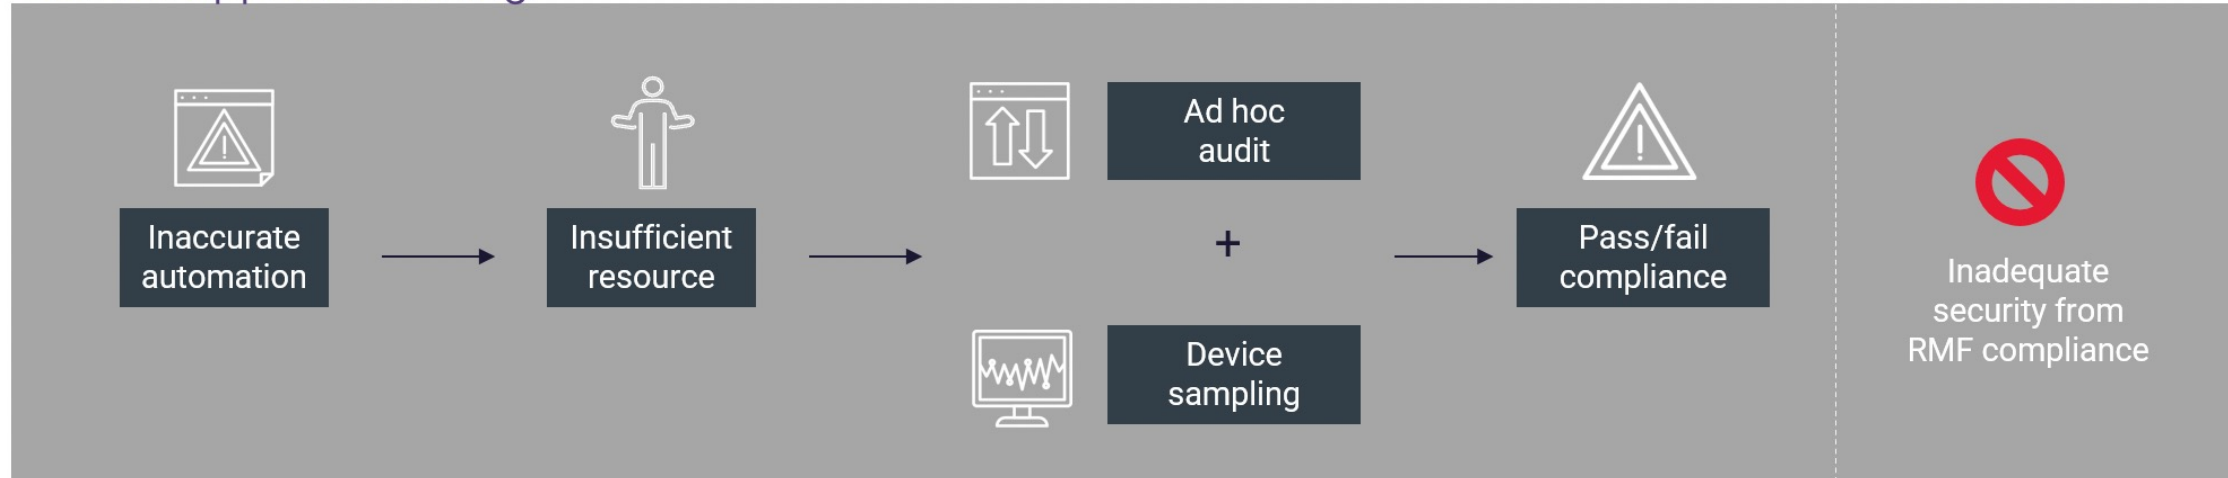 Inaccurate
automation
Insufficient
resource
Ad hoc
audit
+
Device
sampling
Pass/fail
compliance
Inadequate
security from
RMF compliance